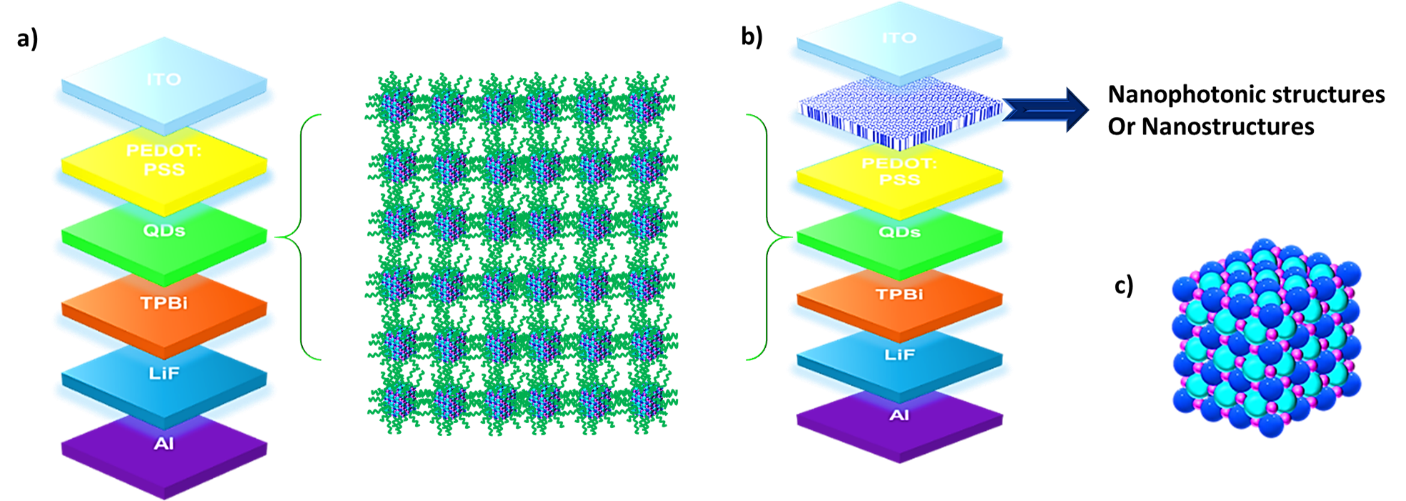 a)
ITO
PEDOT:
PSS
QDs
TPBi
LiF
Al
b)
ITO
Nanophotonic structures
Or Nanostructures
PEDOT:
PSS
QDs
TPBi
LiF
Al
c)